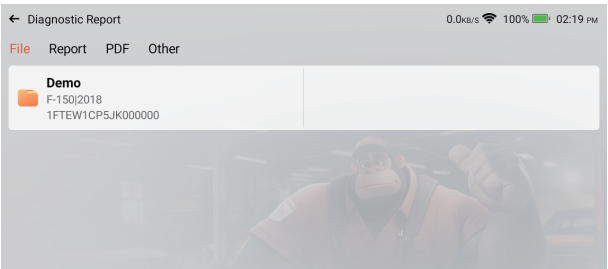 Diagnostic Report 0.0KB/S 100% 02:19 PM
File Report PDF Other
Demo
F-150|2018
1FTEW1CP5JK000000